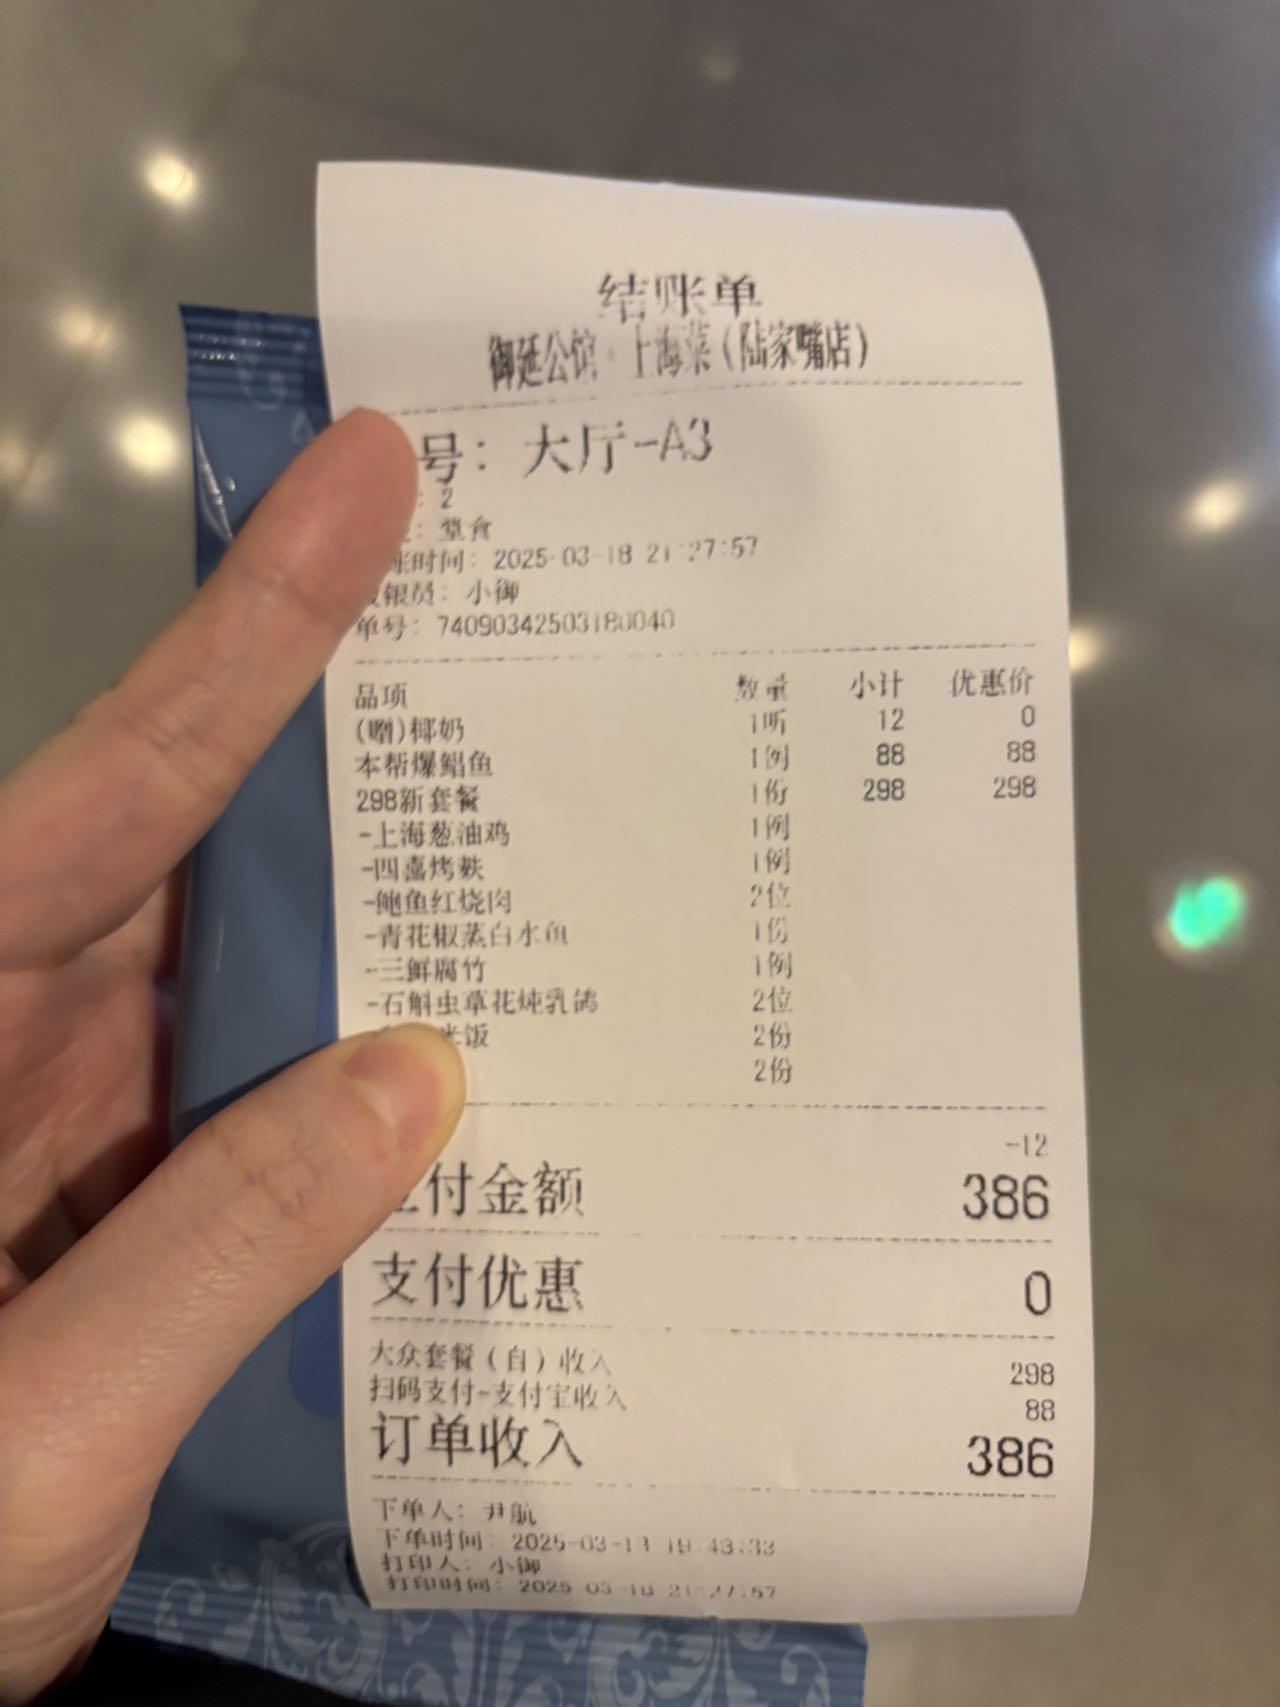 结账单
御延公馆·上海菜(陆家嘴店)
号: 大厅-A3
: 2
: 堂食
账时间: 2025-03-18 21:27:57
银员: 小御
单号: 74090342503180040
品项 数量 小计 优惠价
(赠)椰奶 1听 12 0
本帮爆鲳鱼 1例 88 88
298新套餐 1份 298 298
-上海葱油鸡 1例
-四喜烤麸 1例
-鲍鱼红烧肉 2位
-青花椒蒸白水鱼 1份
-三鲜腐竹 1例
-石斛虫草花炖乳鸽 2位
米饭 2份
2份
-12
付金额 386
支付优惠 0
大众套餐(自)收入 298
扫码支付-支付宝收入 88
订单收入 386
下单人: 尹航
下单时间: 2025-03-18 19:43:33
打印人: 小御
打印时间: 2025-03-18 21:27:57